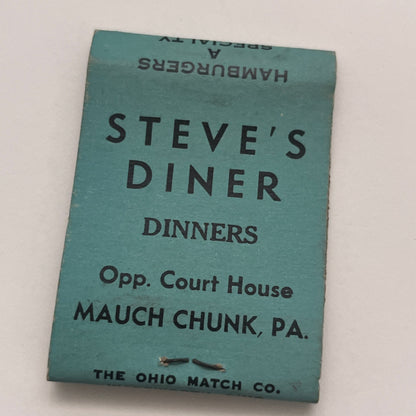 HAMBURGERS
A
SPECIALTY
STEVE'S
DINER
DINNERS
Opp. Court House
MAUCH CHUNK, PA.
THE OHIO MATCH CO.